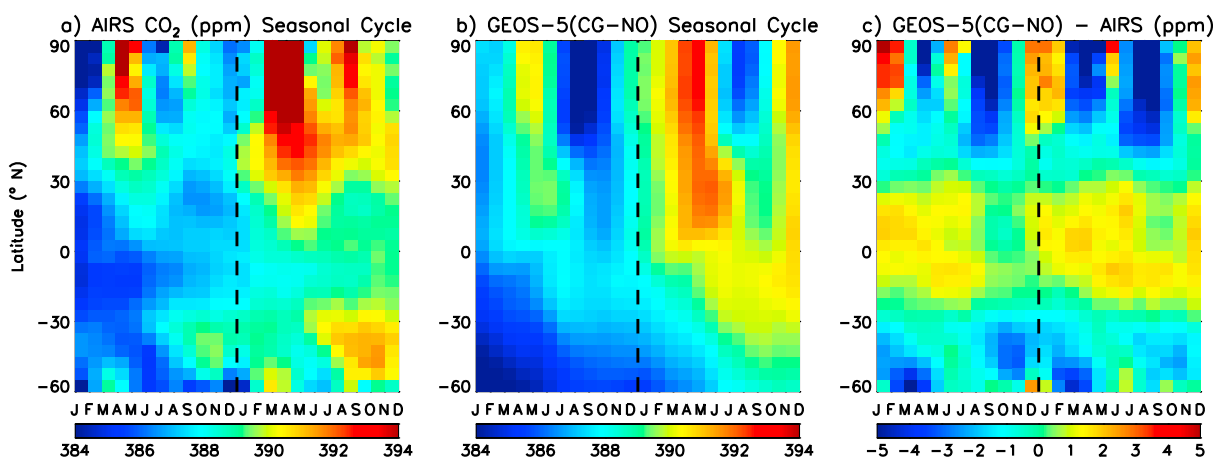 a) AIRS CO2 (ppm) Seasonal Cycle
b) GEOS-5(CG-NO) Seasonal Cycle
c) GEOS-5(CG-NO) - AIRS (ppm)
Latitude (° N)
90
60
30
0
-30
-60
J F M A M J J A S O N D J F M A M J J A S O N D
384 386 388 390 392 394
90
60
30
0
-30
-60
J F M A M J J A S O N D J F M A M J J A S O N D
384 386 388 390 392 394
90
60
30
0
-30
-60
J F M A M J J A S O N D J F M A M J J A S O N D
-5 -4 -3 -2 -1 0 1 2 3 4 5